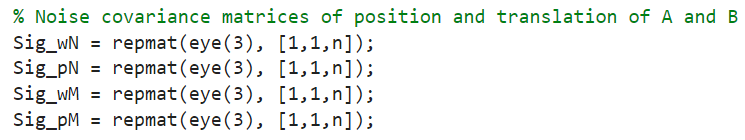 % Noise covariance matrices of position and translation of A and B
Sig_wN = repmat(eye(3), [1,1,n]);
Sig_pN = repmat(eye(3), [1,1,n]);
Sig_wM = repmat(eye(3), [1,1,n]);
Sig_pM = repmat(eye(3), [1,1,n]);